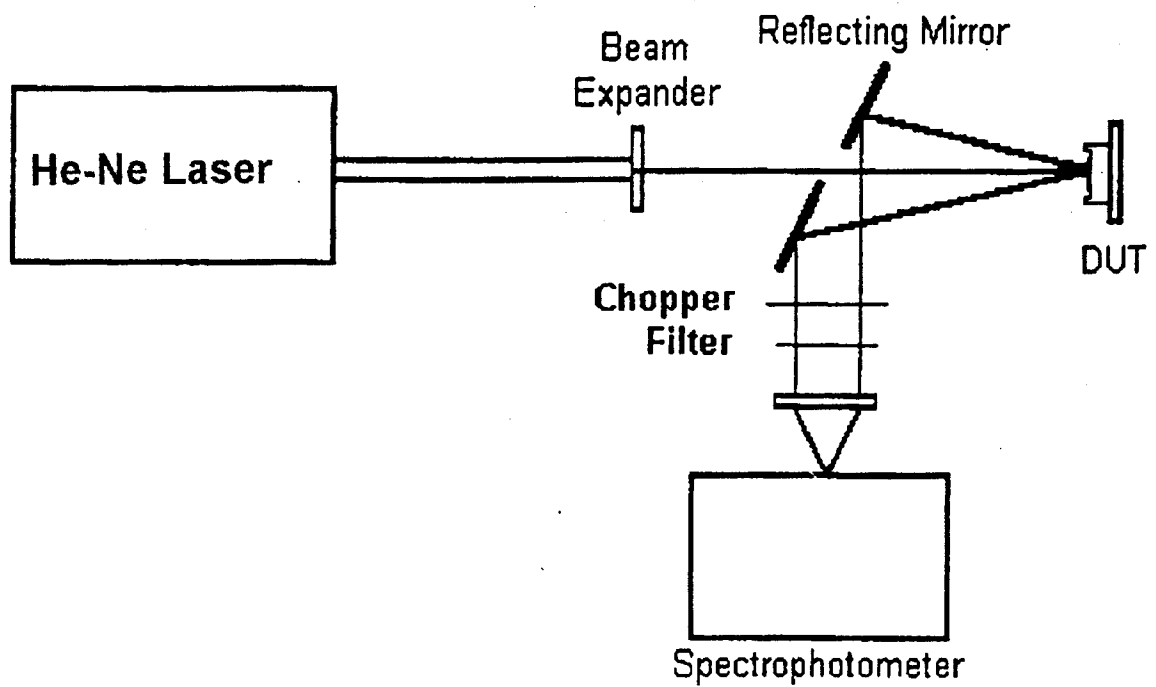 Reflecting Mirror
Beam
Expander
He-Ne Laser
DUT
Chopper
Filter
Spectrophotometer